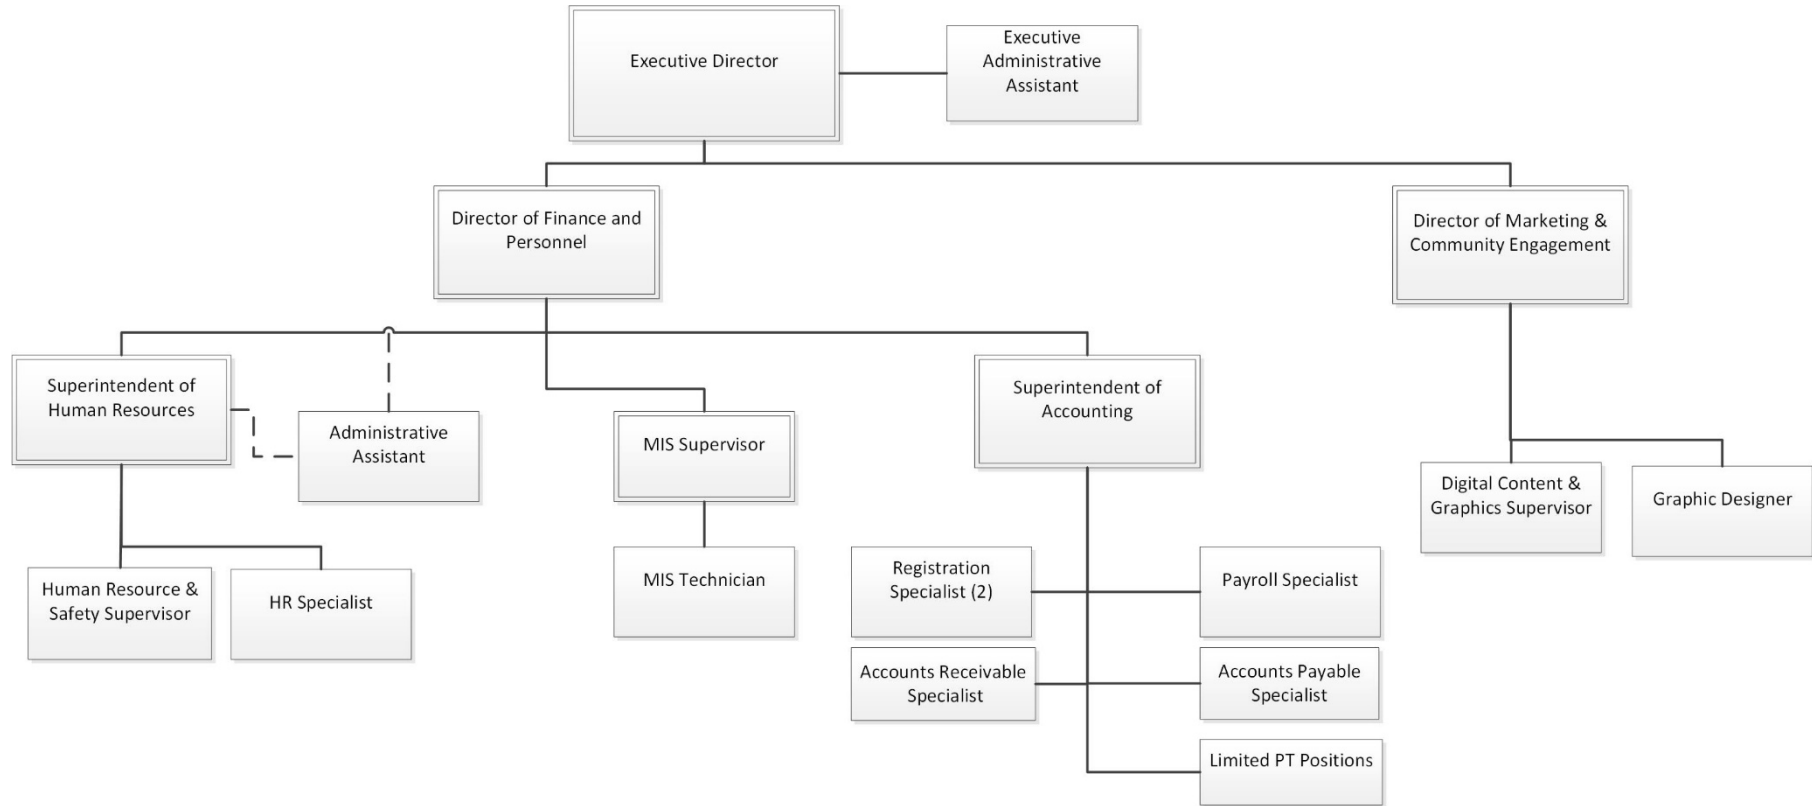 Executive Director
Executive
Administrative
Assistant
Director of Finance and
Personnel
Director of Marketing &
Community Engagement
Superintendent of
Human Resources
Administrative
Assistant
MIS Supervisor
Superintendent of
Accounting
Digital Content &
Graphics Supervisor
Graphic Designer
Human Resource &
Safety Supervisor
HR Specialist
MIS Technician
Registration
Specialist (2)
Payroll Specialist
Accounts Receivable
Specialist
Accounts Payable
Specialist
Limited PT Positions